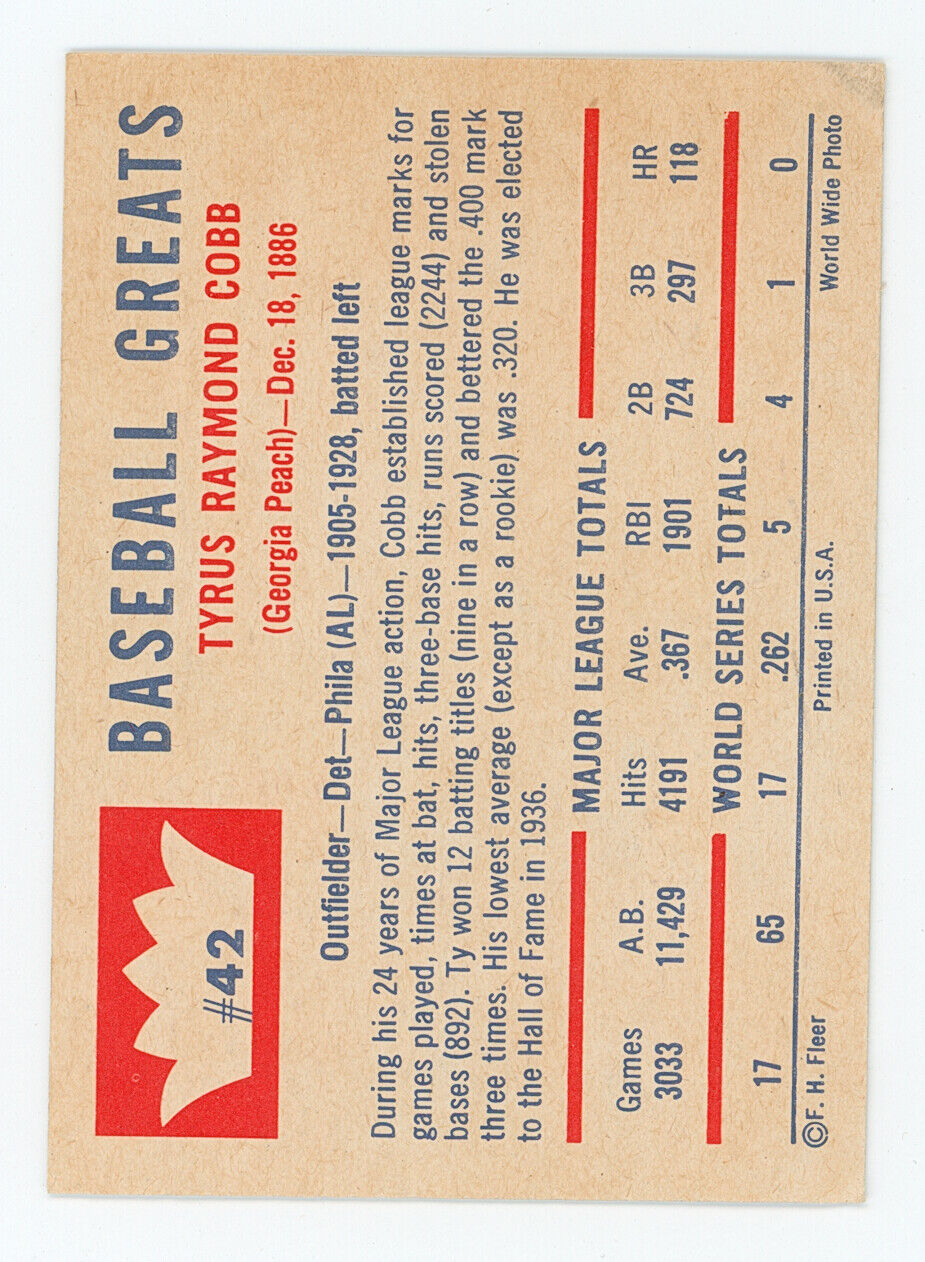 #42
BASEBALL GREATS
TYRUS RAYMOND COBB
(Georgia Peach)—Dec. 18, 1886
Outfielder—Det—Phila (AL)—1905-1928, batted left
During his 24 years of Major League action, Cobb established league marks for
games played, times at bat, hits, three-base hits, runs scored (2244) and stolen
bases (892). Ty won 12 batting titles (nine in a row) and bettered the .400 mark
three times. His lowest average (except as a rookie) was .320. He was elected
to the Hall of Fame in 1936.
MAJOR LEAGUE TOTALS
Games A.B. Hits Ave. RBI 2B 3B HR
3033 11,429 4191 .367 1901 724 297 118
WORLD SERIES TOTALS
17 65 17 .262 5 4 1 0
©F. H. Fleer Printed in U.S.A. World Wide Photo